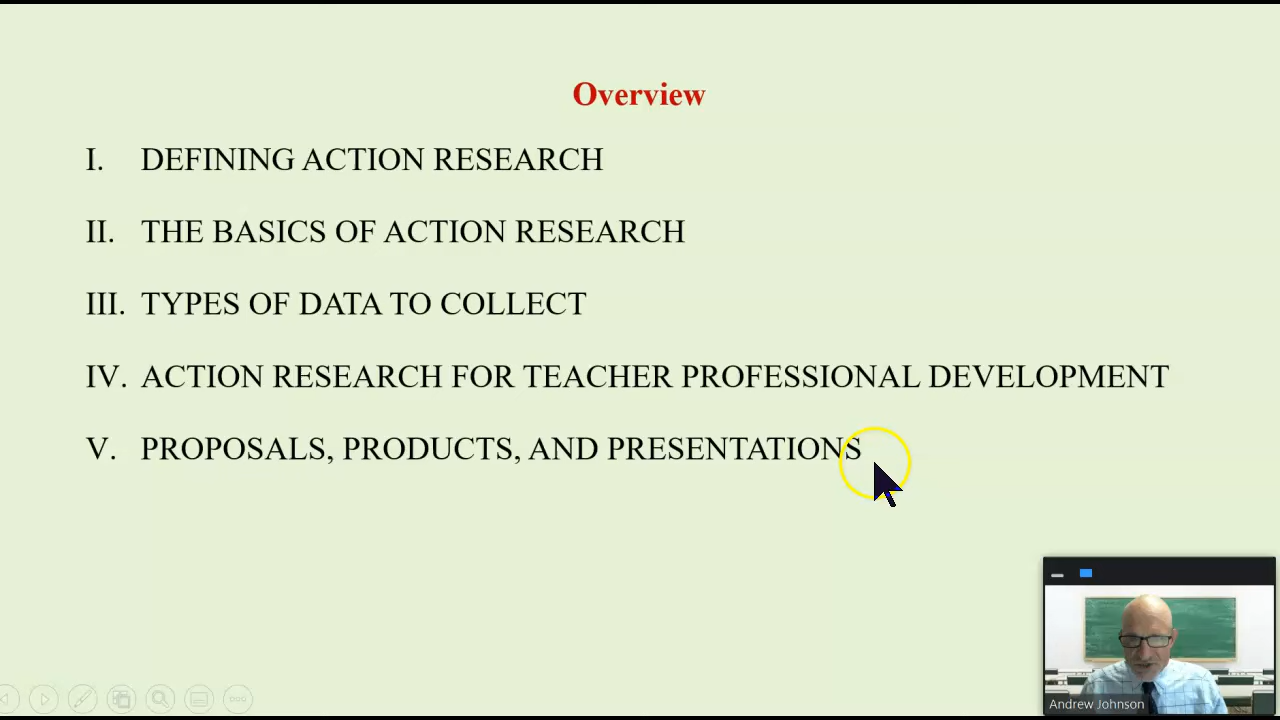 Overview
I. DEFINING ACTION RESEARCH
II. THE BASICS OF ACTION RESEARCH
III. TYPES OF DATA TO COLLECT
IV. ACTION RESEARCH FOR TEACHER PROFESSIONAL DEVELOPMENT
V. PROPOSALS, PRODUCTS, AND PRESENTATIONS
Andrew Johnson